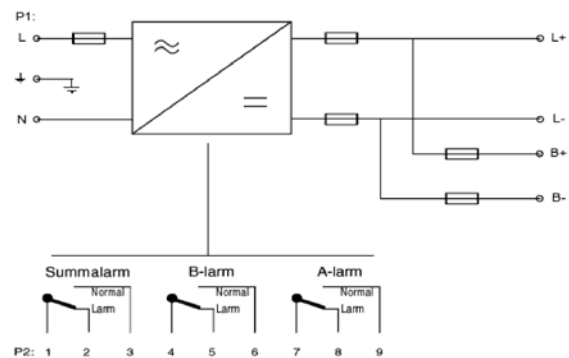 P1:
L
L+
N
L-
B+
B-
Summalarm B-larm A-larm
Normal Normal Normal
Larm Larm Larm
P2: 1 2 3 4 5 6 7 8 9